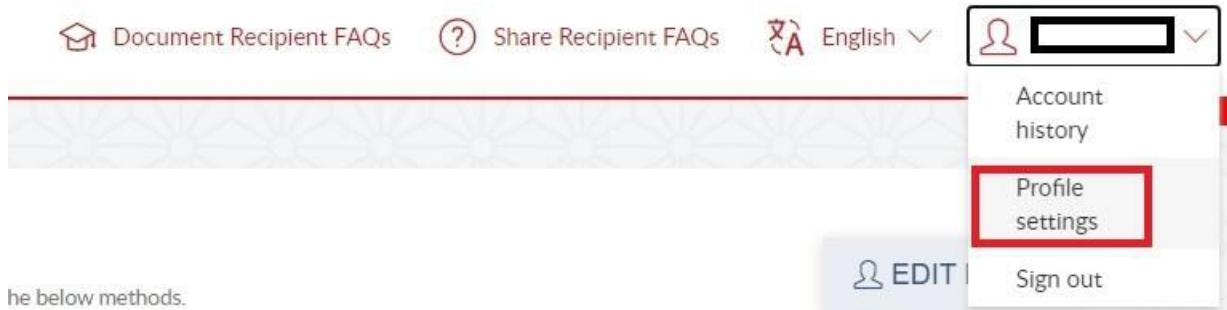 Document Recipient FAQs Share Recipient FAQs English
Account
history
Profile
settings
EDIT
Sign out
he below methods.